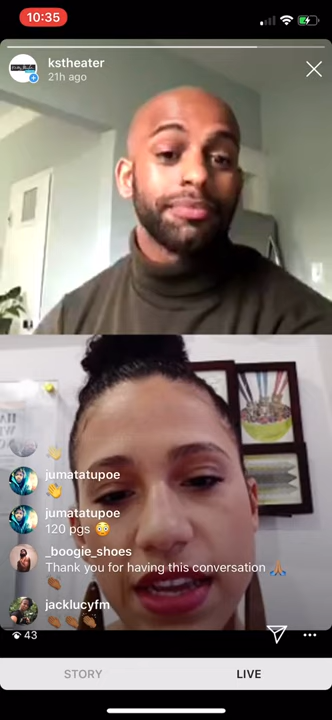 10:35
kstheater
21h ago
jumatatupoe
👋
jumatatupoe
120 pgs 😳
_boogie_shoes
Thank you for having this conversation 🙏🏽
👏🏽
jacklucyfm
👏🏾👏🏾👏🏾
43
STORY
LIVE